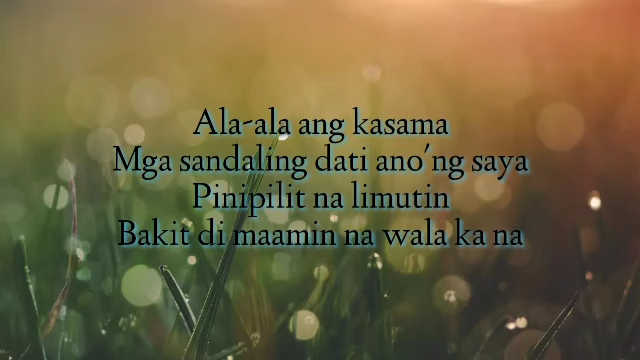 Ala-ala ang kasama
Mga sandaling dati ano'ng saya
Pinipilit na limutin
Bakit di maamin na wala ka na